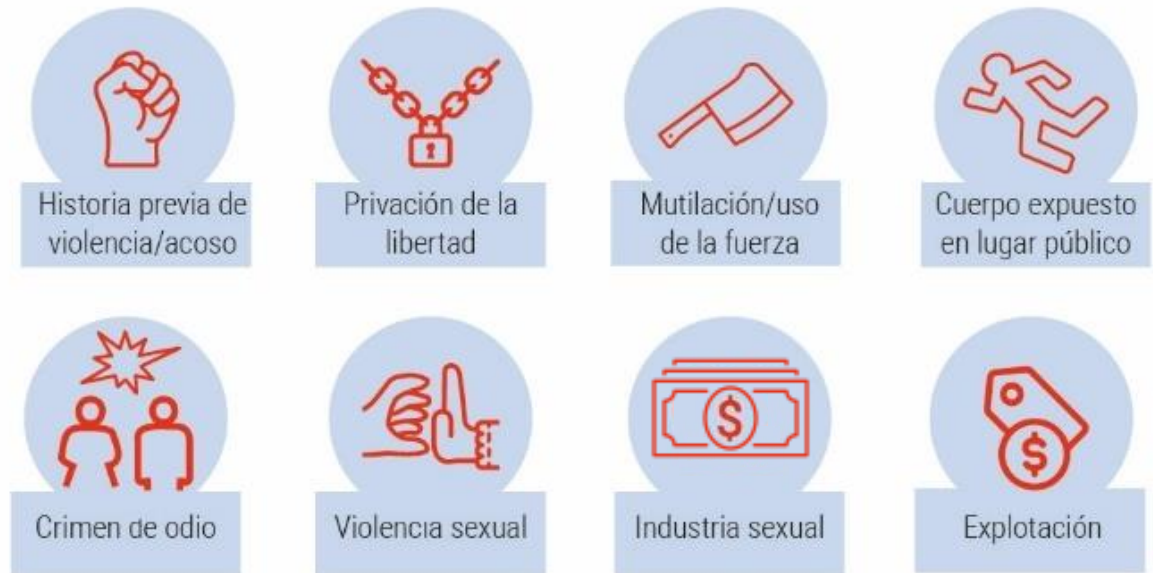 Historia previa de
violencia/acoso
Privación de la
libertad
Mutilación/uso
de la fuerza
Cuerpo expuesto
en lugar público
Crimen de odio
Violencia sexual
$
Industria sexual
$
Explotación